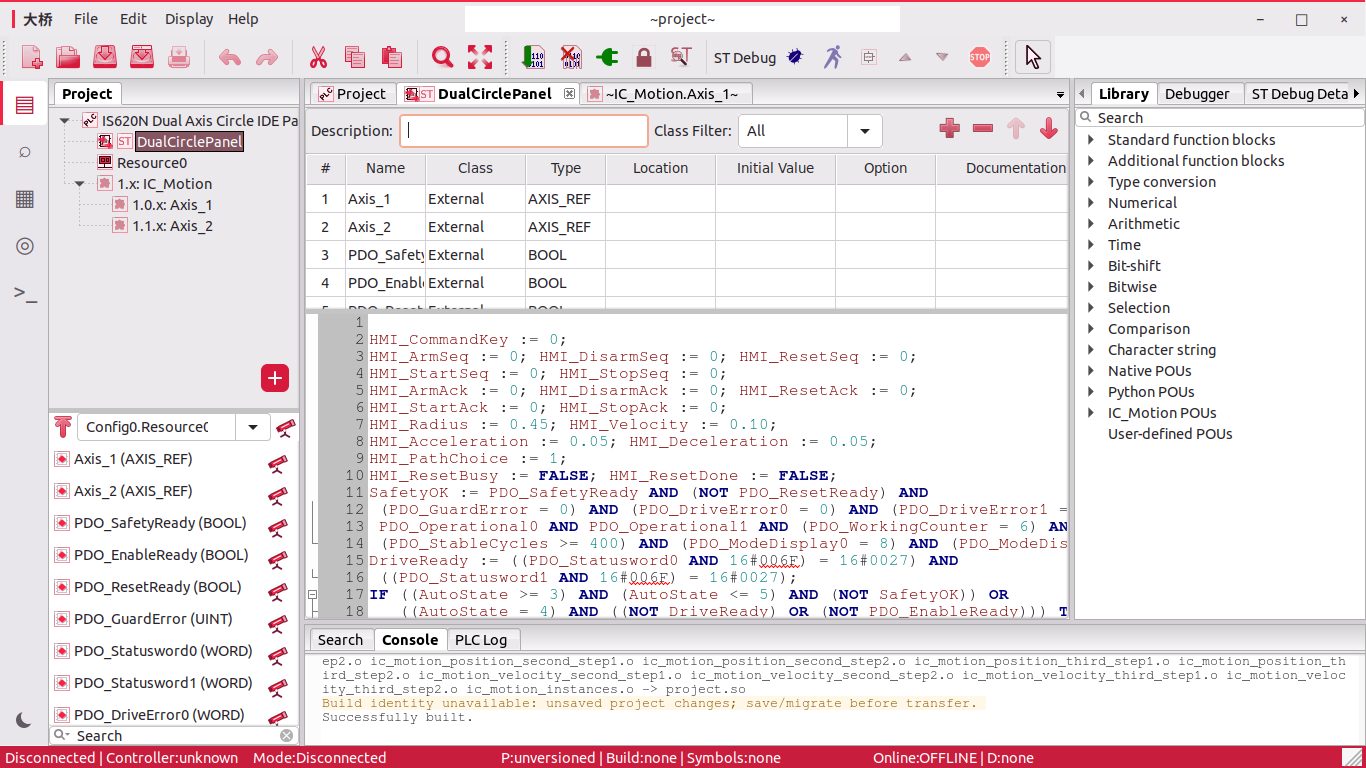 大桥 File Edit Display Help ~project~
ST ST Debug STOP
Project
IS620N Dual Axis Circle IDE Pa
ST DualCirclePanel
Resource0
1.x: IC_Motion
1.0.x: Axis_1
1.1.x: Axis_2
Config0.Resource0
Axis_1 (AXIS_REF)
Axis_2 (AXIS_REF)
PDO_SafetyReady (BOOL)
PDO_EnableReady (BOOL)
PDO_ResetReady (BOOL)
PDO_GuardError (UINT)
PDO_Statusword0 (WORD)
PDO_Statusword1 (WORD)
PDO_DriveError0 (WORD)
Search
Project ST DualCirclePanel ~IC_Motion.Axis_1~
Description: Class Filter: All
# Name Class Type Location Initial Value Option Documentation
1 Axis_1 External AXIS_REF
2 Axis_2 External AXIS_REF
3 PDO_Safety External BOOL
4 PDO_Enable External BOOL
1
2 HMI_CommandKey := 0;
3 HMI_ArmSeq := 0; HMI_DisarmSeq := 0; HMI_ResetSeq := 0;
4 HMI_StartSeq := 0; HMI_StopSeq := 0;
5 HMI_ArmAck := 0; HMI_DisarmAck := 0; HMI_ResetAck := 0;
6 HMI_StartAck := 0; HMI_StopAck := 0;
7 HMI_Radius := 0.45; HMI_Velocity := 0.10;
8 HMI_Acceleration := 0.05; HMI_Deceleration := 0.05;
9 HMI_PathChoice := 1;
10 HMI_ResetBusy := FALSE; HMI_ResetDone := FALSE;
11 SafetyOK := PDO_SafetyReady AND (NOT PDO_ResetReady) AND
12 (PDO_GuardError = 0) AND (PDO_DriveError0 = 0) AND (PDO_DriveError1 =
13 PDO_Operational0 AND PDO_Operational1 AND (PDO_WorkingCounter = 6) AN
14 (PDO_StableCycles >= 400) AND (PDO_ModeDisplay0 = 8) AND (PDO_ModeDis
15 DriveReady := ((PDO_Statusword0 AND 16#006F) = 16#0027) AND
16 ((PDO_Statusword1 AND 16#006F) = 16#0027);
17 IF ((AutoState >= 3) AND (AutoState <= 5) AND (NOT SafetyOK)) OR
18 ((AutoState = 4) AND ((NOT DriveReady) OR (NOT PDO_EnableReady))) T
Search Console PLC Log
ep2.o ic_motion_position_second_step1.o ic_motion_position_second_step2.o ic_motion_position_third_step1.o ic_motion_position_th
ird_step2.o ic_motion_velocity_second_step1.o ic_motion_velocity_second_step2.o ic_motion_velocity_third_step1.o ic_motion_veloc
ity_third_step2.o ic_motion_instances.o -> project.so
Build identity unavailable: unsaved project changes; save/migrate before transfer.
Successfully built.
Library Debugger ST Debug Deta
Search
Standard function blocks
Additional function blocks
Type conversion
Numerical
Arithmetic
Time
Bit-shift
Bitwise
Selection
Comparison
Character string
Native POUs
Python POUs
IC_Motion POUs
User-defined POUs
Disconnected | Controller:unknown Mode:Disconnected P:unversioned | Build:none | Symbols:none Online:OFFLINE | D:none